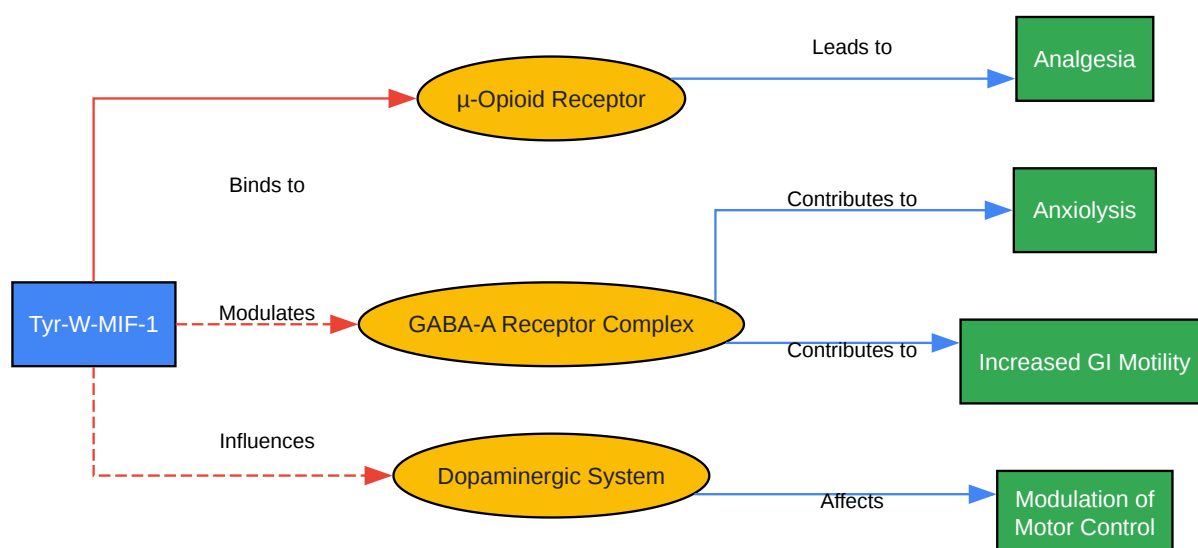 Leads to
Analgesia
µ-Opioid Receptor
Binds to
Contributes to
Anxiolysis
Tyr-W-MIF-1
Modulates
GABA-A Receptor Complex
Contributes to
Increased GI Motility
Influences
Dopaminergic System
Affects
Modulation of
Motor Control